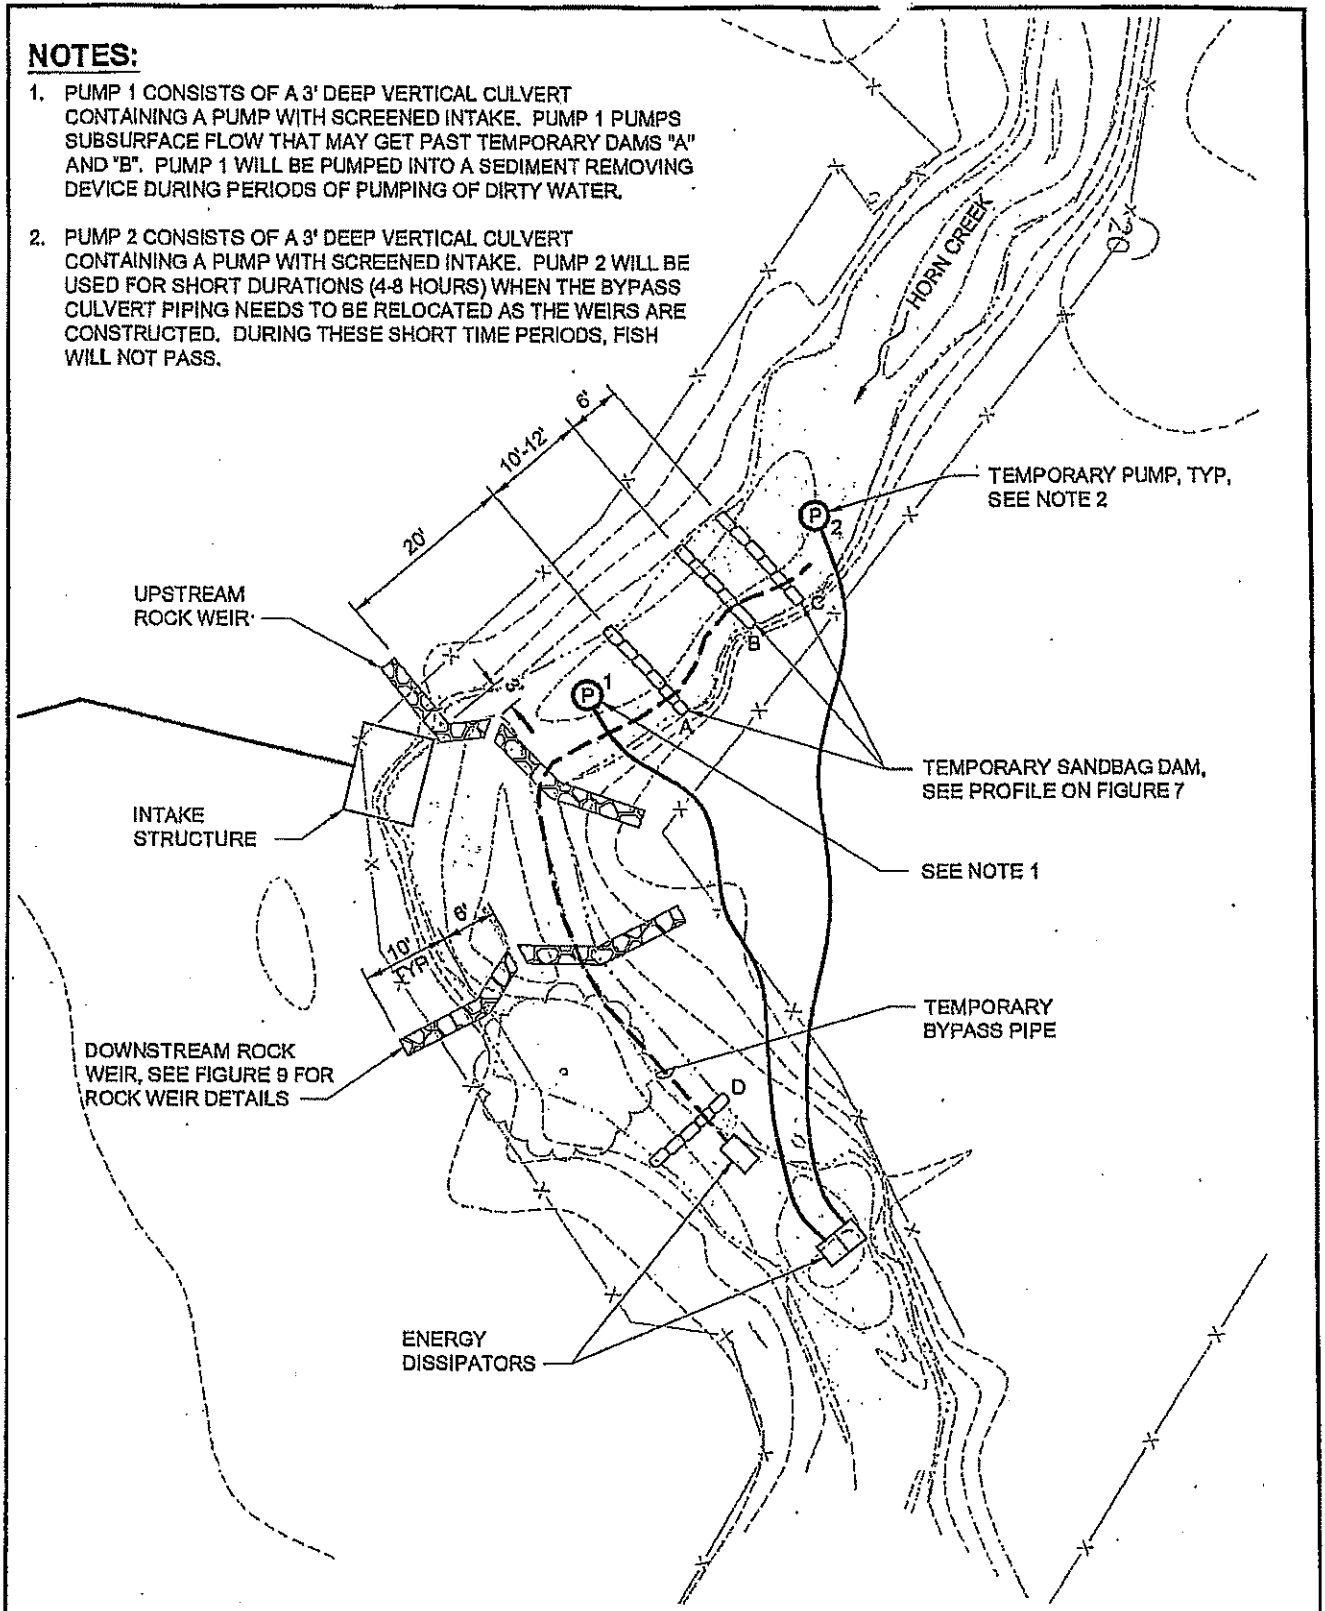 NOTES:
1. PUMP 1 CONSISTS OF A 3' DEEP VERTICAL CULVERT
CONTAINING A PUMP WITH SCREENED INTAKE. PUMP 1 PUMPS
SUBSURFACE FLOW THAT MAY GET PAST TEMPORARY DAMS "A"
AND "B". PUMP 1 WILL BE PUMPED INTO A SEDIMENT REMOVING
DEVICE DURING PERIODS OF PUMPING OF DIRTY WATER.
2. PUMP 2 CONSISTS OF A 3' DEEP VERTICAL CULVERT
CONTAINING A PUMP WITH SCREENED INTAKE. PUMP 2 WILL BE
USED FOR SHORT DURATIONS (4-8 HOURS) WHEN THE BYPASS
CULVERT PIPING NEEDS TO BE RELOCATED AS THE WEIRS ARE
CONSTRUCTED. DURING THESE SHORT TIME PERIODS, FISH
WILL NOT PASS.
HORN CREEK
20
6'
10'-12'
20'
TEMPORARY PUMP, TYP,
SEE NOTE 2
P
2
UPSTREAM
ROCK WEIR
C
B
A
3'
P
1
TEMPORARY SANDBAG DAM,
SEE PROFILE ON FIGURE 7
INTAKE
STRUCTURE
SEE NOTE 1
10'
TYP
TEMPORARY
BYPASS PIPE
DOWNSTREAM ROCK
WEIR, SEE FIGURE 9 FOR
ROCK WEIR DETAILS
D
ENERGY
DISSIPATORS